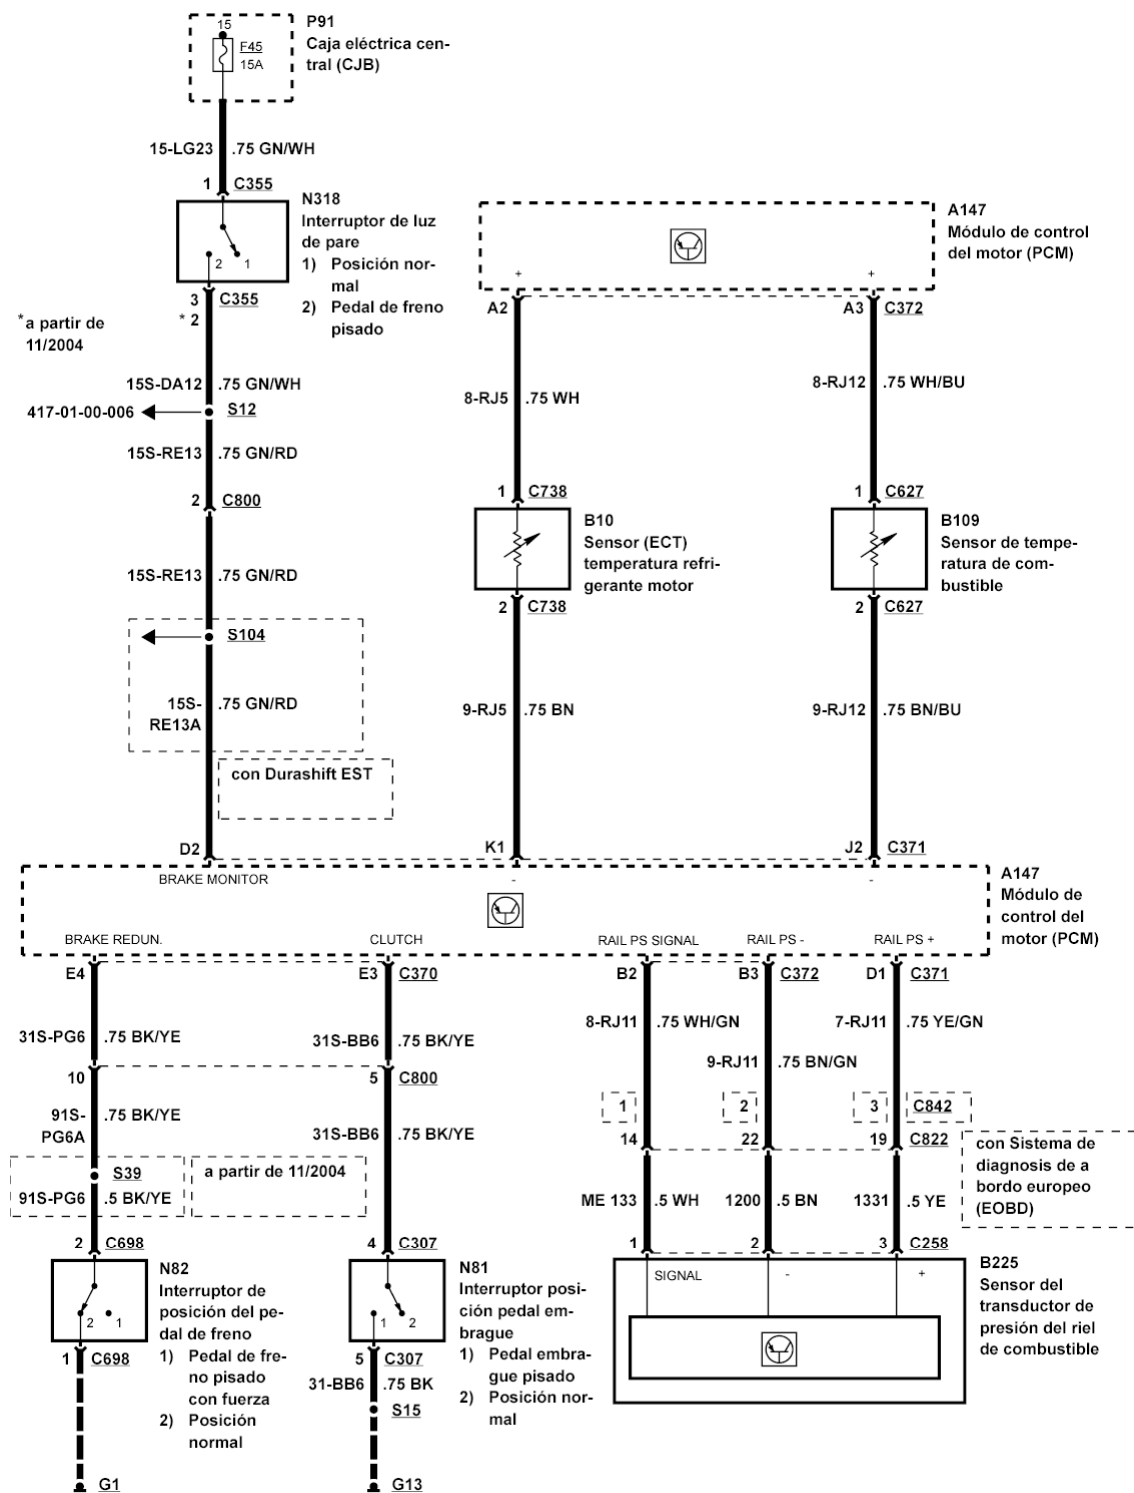 15
F45
15A
P91
Caja eléctrica cen-
tral (CJB)
15-LG23 .75 GN/WH
1 C355
N318
Interruptor de luz
de pare
1) Posición nor-
mal
2) Pedal de freno
pisado
2 1
3 C355
* 2
*a partir de
11/2004
15S-DA12 .75 GN/WH
417-01-00-006
S12
15S-RE13 .75 GN/RD
2 C800
15S-RE13 .75 GN/RD
S104
15S-
RE13A
.75 GN/RD
con Durashift EST
A147
Módulo de control
del motor (PCM)
+ +
A2 A3 C372
8-RJ5 .75 WH
8-RJ12 .75 WH/BU
1 C738
1 C627
B10
Sensor (ECT)
temperatura refri-
gerante motor
B109
Sensor de tempe-
ratura de com-
bustible
2 C738
2 C627
9-RJ5 .75 BN
9-RJ12 .75 BN/BU
D2 K1 J2 C371
BRAKE MONITOR - -
A147
Módulo de
control del
motor (PCM)
BRAKE REDUN. CLUTCH RAIL PS SIGNAL RAIL PS - RAIL PS +
E4 E3 C370 B2 B3 C372 D1 C371
31S-PG6 .75 BK/YE
31S-BB6 .75 BK/YE
8-RJ11 .75 WH/GN
9-RJ11 .75 BN/GN
7-RJ11 .75 YE/GN
10 5 C800
91S-
PG6A
.75 BK/YE
31S-BB6 .75 BK/YE
1 2 3 C842
14 22 19 C822
con Sistema de
diagnosis de a
bordo europeo
(EOBD)
S39
91S-PG6 .5 BK/YE
a partir de 11/2004
ME 133 .5 WH
1200 .5 BN
1331 .5 YE
2 C698
4 C307
1 2 3 C258
N82
Interruptor de
posición del pe-
dal de freno
1) Pedal de fre-
no pisado
con fuerza
2) Posición
normal
2 1
N81
Interruptor posi-
ción pedal em-
brague
1) Pedal embra-
gue pisado
2) Posición nor-
mal
1 2
SIGNAL - +
B225
Sensor del
transductor de
presión del riel
de combustible
1 C698
5 C307
31-BB6 .75 BK
S15
G1
G13